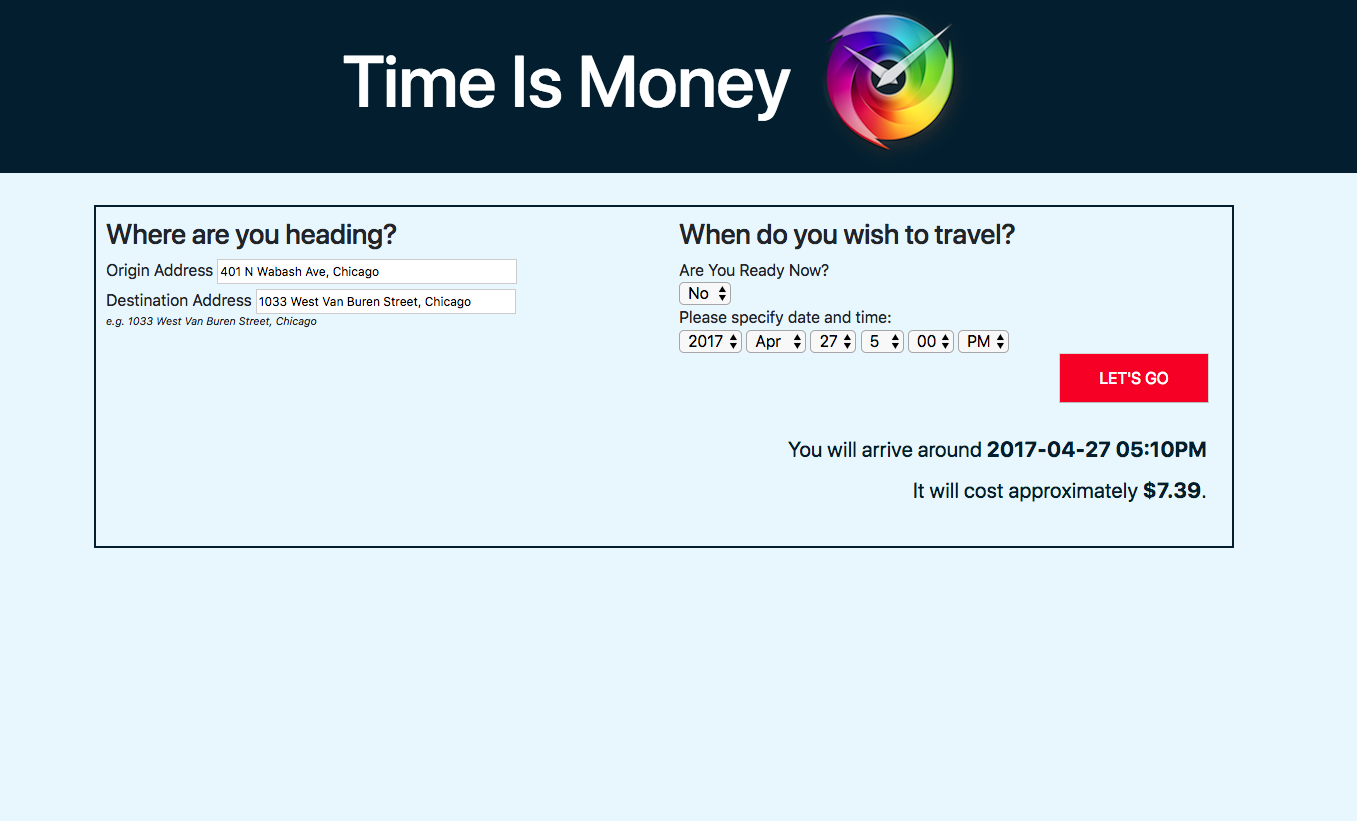 Time Is Money
Where are you heading?
Origin Address 401 N Wabash Ave, Chicago
Destination Address 1033 West Van Buren Street, Chicago
e.g. 1033 West Van Buren Street, Chicago
When do you wish to travel?
Are You Ready Now?
No
Please specify date and time:
2017 Apr 27 5 00 PM
LET'S GO
You will arrive around 2017-04-27 05:10PM
It will cost approximately $7.39.